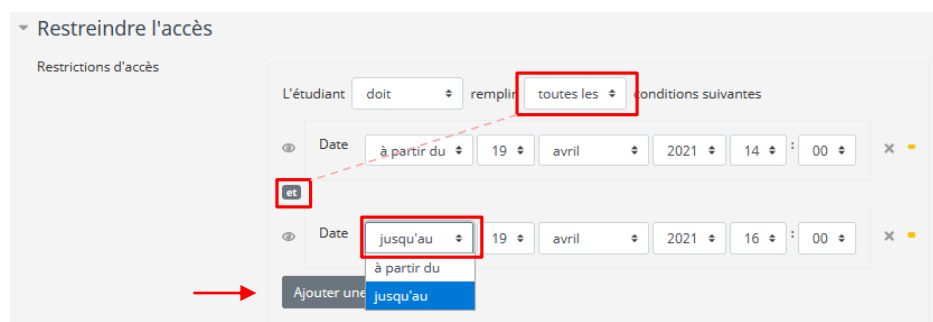 Restreindre l'accès
Restrictions d'accès
L'étudiant doit remplir toutes les conditions suivantes
Date à partir du 19 avril 2021 14 : 00
et
Date jusqu'au 19 avril 2021 16 : 00
à partir du
jusqu'au
Ajouter une